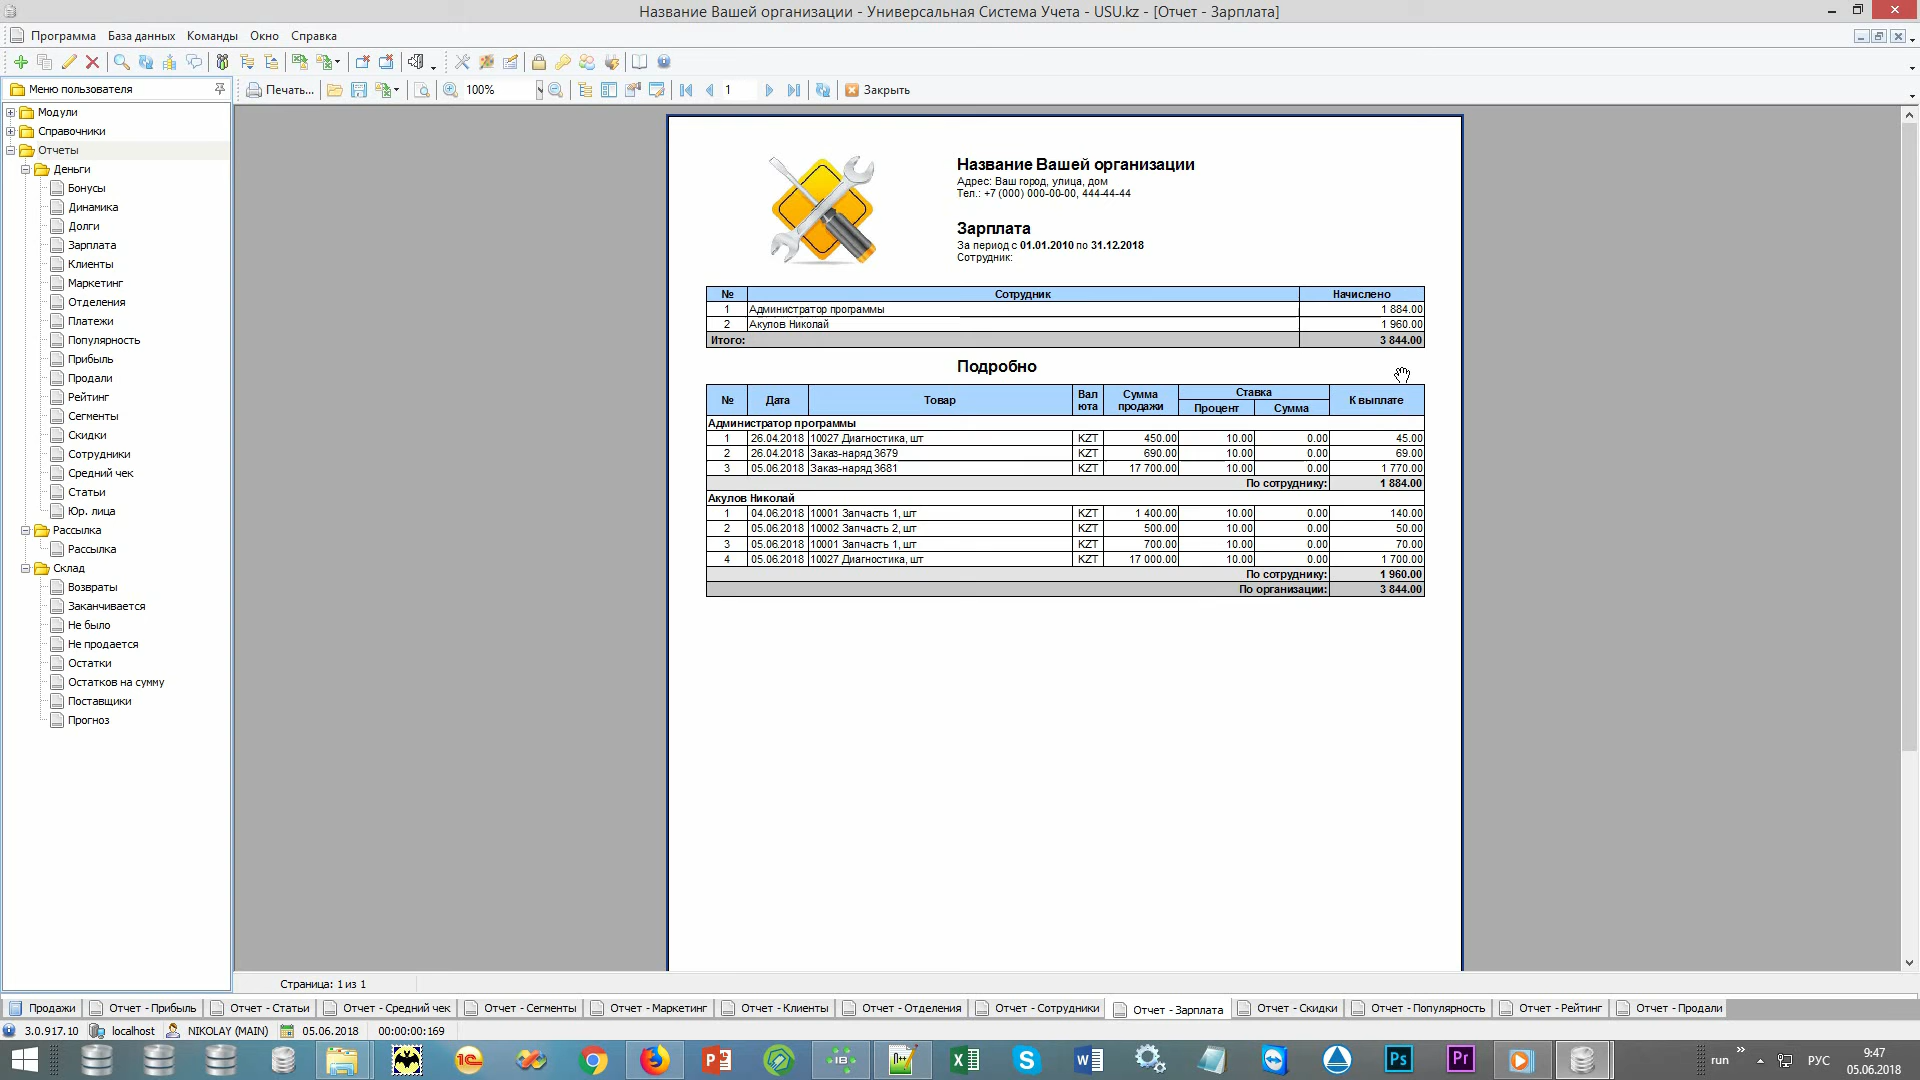 Название Вашей организации - Универсальная Система Учета - USU.kz - [Отчет - Зарплата]
Программа База данных Команды Окно Справка
Меню пользователя
Печать... 100% 1 Закрыть
Модули
Справочники
Отчеты
Деньги
Бонусы
Динамика
Долги
Зарплата
Клиенты
Маркетинг
Отделения
Платежи
Популярность
Прибыль
Продали
Рейтинг
Сегменты
Скидки
Сотрудники
Средний чек
Статьи
Юр. лица
Рассылка
Рассылка
Склад
Возвраты
Заканчивается
Не было
Не продается
Остатки
Остатков на сумму
Поставщики
Прогноз
Название Вашей организации
Адрес: Ваш город, улица, дом
Тел.: +7 (000) 000-00-00, 444-44-44
Зарплата
За период с 01.01.2010 по 31.12.2018
Сотрудник:
№ Сотрудник Начислено
1 Администратор программы 1 884.00
2 Акулов Николай 1 960.00
Итого: 3 844.00
Подробно
№ Дата Товар Вал юта Сумма продажи Ставка К выплате
Процент Сумма
Администратор программы
1 26.04.2018 10027 Диагностика, шт KZT 450.00 10.00 0.00 45.00
2 26.04.2018 Заказ-наряд 3679 KZT 690.00 10.00 0.00 69.00
3 05.06.2018 Заказ-наряд 3681 KZT 17 700.00 10.00 0.00 1 770.00
По сотруднику: 1 884.00
Акулов Николай
1 04.06.2018 10001 Запчасть 1, шт KZT 1 400.00 10.00 0.00 140.00
2 05.06.2018 10002 Запчасть 2, шт KZT 500.00 10.00 0.00 50.00
3 05.06.2018 10001 Запчасть 1, шт KZT 700.00 10.00 0.00 70.00
4 05.06.2018 10027 Диагностика, шт KZT 17 000.00 10.00 0.00 1 700.00
По сотруднику: 1 960.00
По организации: 3 844.00
Страница: 1 из 1
Продажи Отчет - Прибыль Отчет - Статьи Отчет - Средний чек Отчет - Сегменты Отчет - Маркетинг Отчет - Клиенты Отчет - Отделения Отчет - Сотрудники Отчет - Зарплата Отчет - Скидки Отчет - Популярность Отчет - Рейтинг Отчет - Продали
3.0.917.10 localhost NIKOLAY (MAIN) 05.06.2018 00:00:00:169
run РУС 9:47
05.06.2018